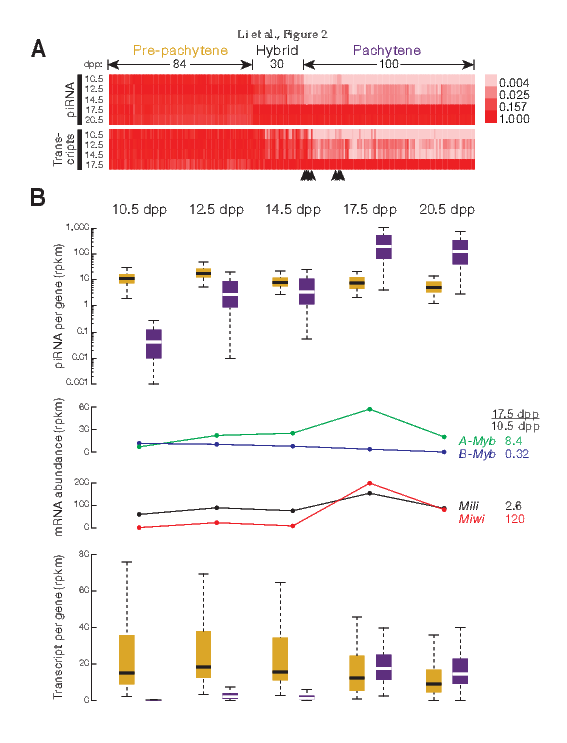 Li et al., Figure 2
A
Pre-pachytene Hybrid Pachytene
dpp: 84 30 100
piRNA
10.5
12.5
14.5
17.5
20.5
0.004
0.025
0.157
1.000
Trans-
cripts
10.5
12.5
14.5
17.5
B
10.5 dpp 12.5 dpp 14.5 dpp 17.5 dpp 20.5 dpp
piRNA per gene (rpkm)
1,000
100
10
1
0.1
0.01
0.001
mRNA abundance (rpkm)
60
30
0
17.5 dpp
10.5 dpp
A-Myb 8.4
B-Myb 0.32
200
100
0
Mili 2.6
Miwi 120
Transcript per gene (rpkm)
80
60
40
20
0